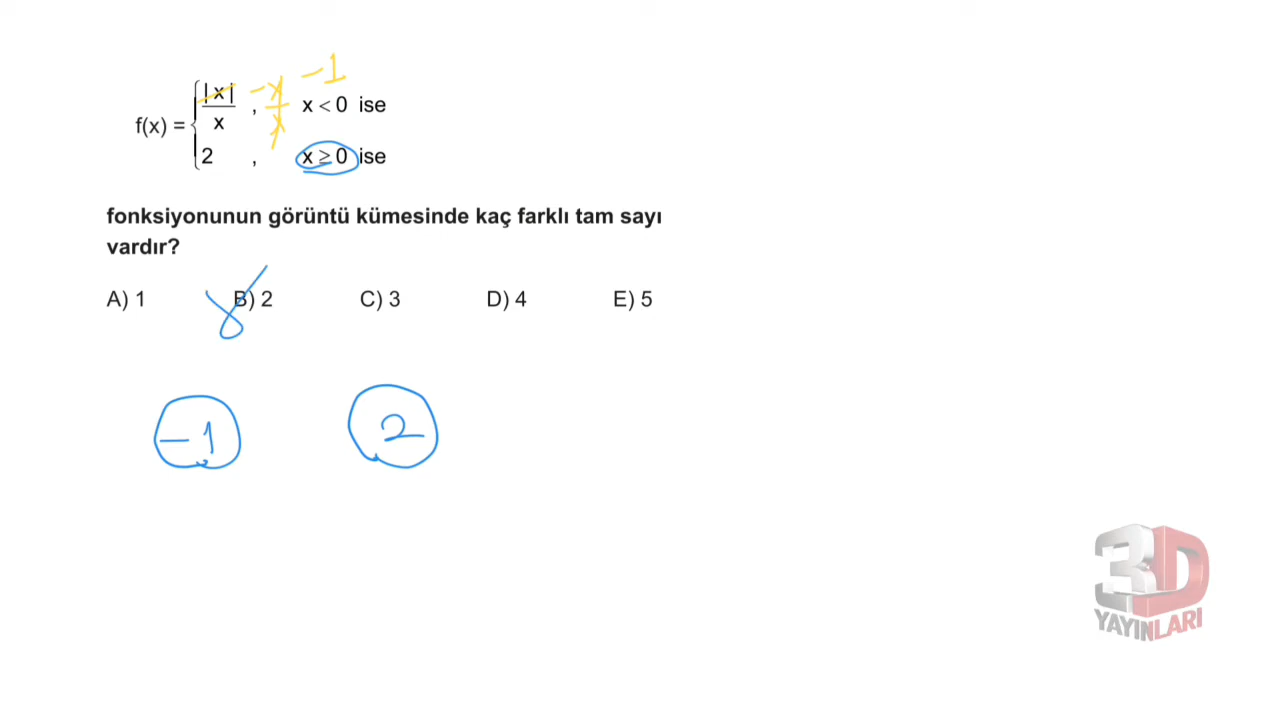 -1
f(x) = { |x| / x , -x / x x < 0 ise
2 , x ≥ 0 ise
fonksiyonunun görüntü kümesinde kaç farklı tam sayı
vardır?
A) 1 B) 2 C) 3 D) 4 E) 5
-1 2
3D
YAYINLARI